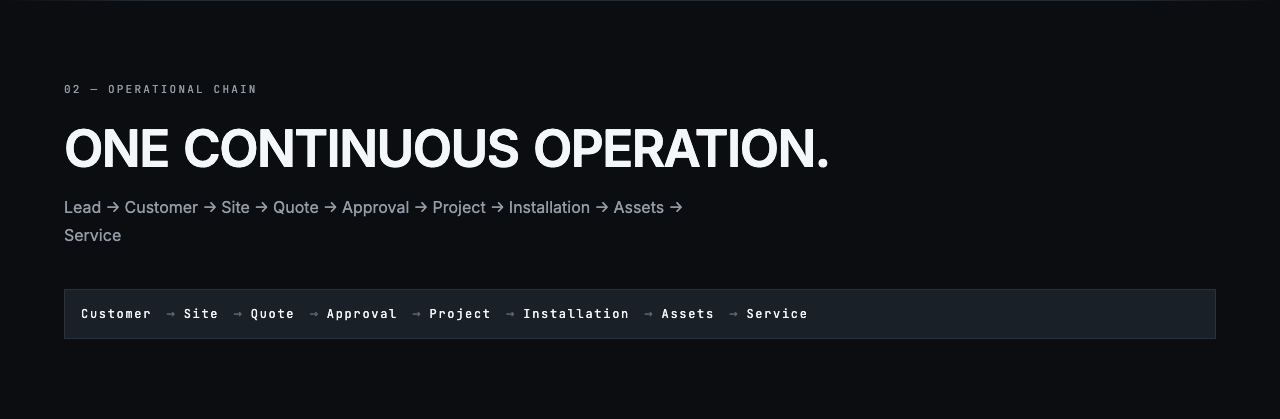 02 — OPERATIONAL CHAIN
ONE CONTINUOUS OPERATION.
Lead → Customer → Site → Quote → Approval → Project → Installation → Assets →
Service
Customer → Site → Quote → Approval → Project → Installation → Assets → Service